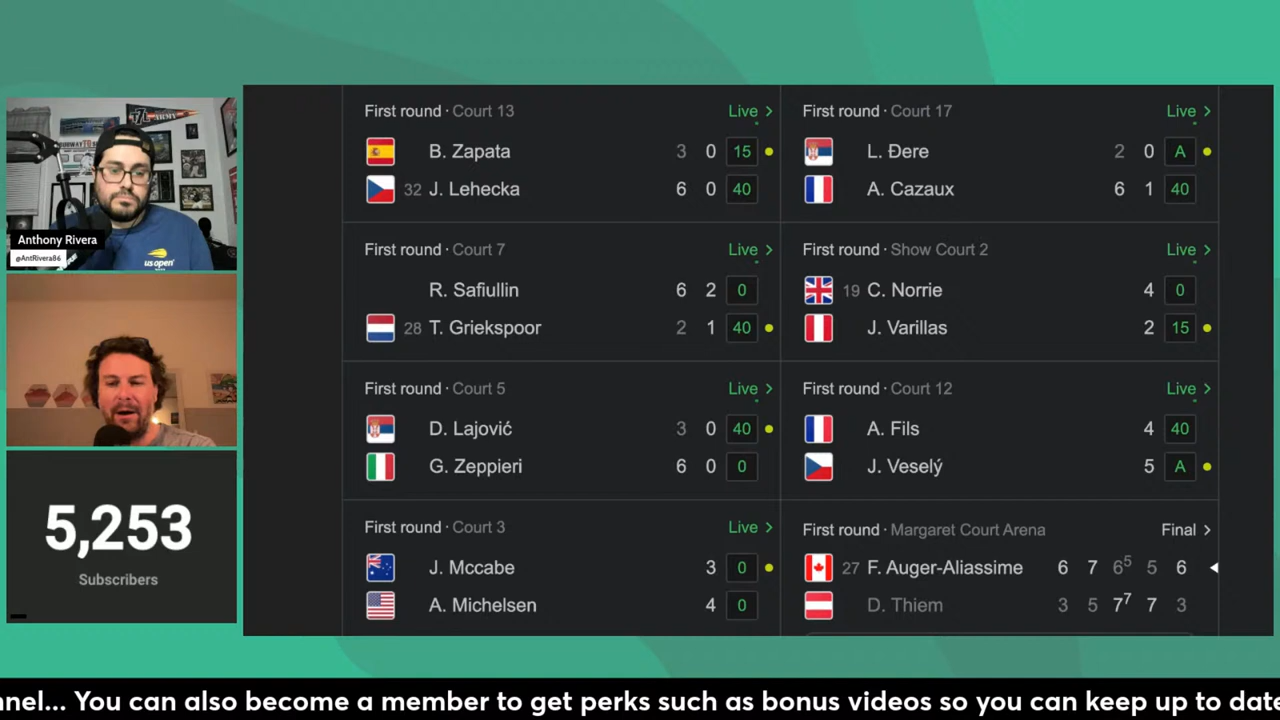 ARMY
Anthony Rivera
@AntRivera86
us open
5,253
Subscribers
First round · Court 13
Live >
B. Zapata 3 0 15
32 J. Lehecka 6 0 40
First round · Court 17
Live >
L. Đere 2 0 A
A. Cazaux 6 1 40
First round · Court 7
Live >
R. Safiullin 6 2 0
28 T. Griekspoor 2 1 40
First round · Show Court 2
Live >
19 C. Norrie 4 0
J. Varillas 2 15
First round · Court 5
Live >
D. Lajović 3 0 40
G. Zeppieri 6 0 0
First round · Court 12
Live >
A. Fils 4 40
J. Veselý 5 A
First round · Court 3
Live >
J. Mccabe 3 0
A. Michelsen 4 0
First round · Margaret Court Arena
Final >
27 F. Auger-Aliassime 6 7 6⁵ 5 6
D. Thiem 3 5 7⁷ 7 3
nnel... You can also become a member to get perks such as bonus videos so you can keep up to date